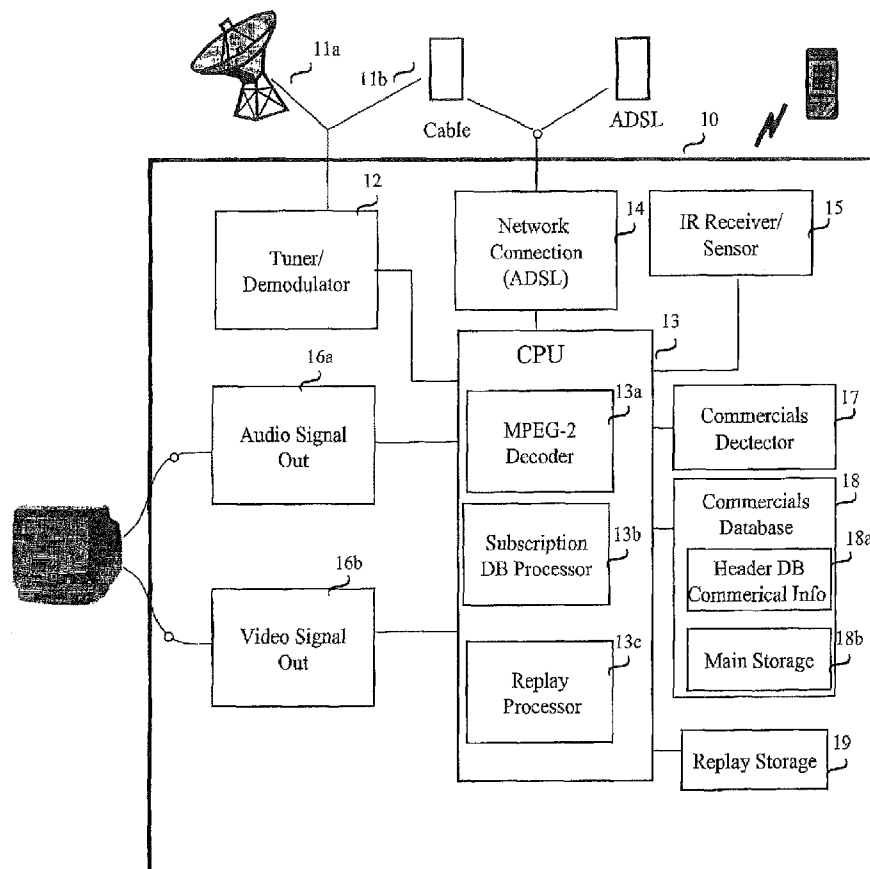 11a
11b
Cable
ADSL
10
12
Tuner/
Demodulator
14
Network
Connection
(ADSL)
15
IR Receiver/
Sensor
13
CPU
16a
Audio Signal
Out
13a
MPEG-2
Decoder
17
Commercials
Dectector
18
Commercials
Database
18a
Header DB
Commerical Info
13b
Subscription
DB Processor
16b
Video Signal
Out
13c
Replay
Processor
18b
Main Storage
19
Replay Storage